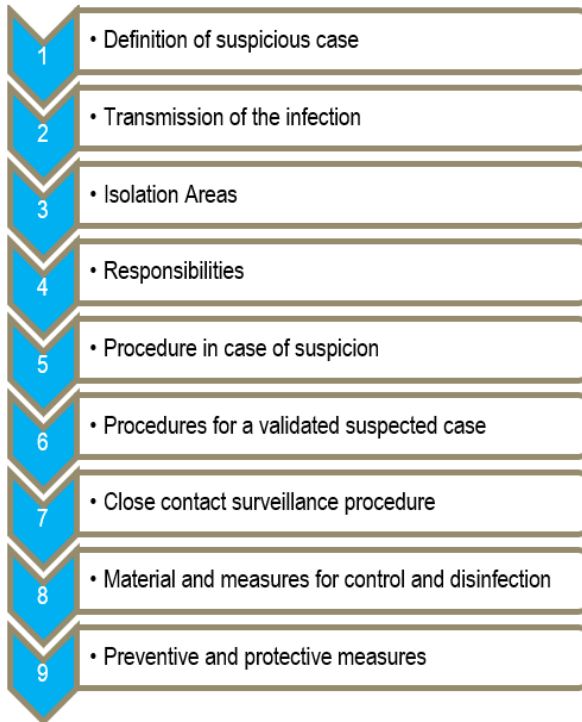 1 • Definition of suspicious case
2 • Transmission of the infection
3 • Isolation Areas
4 • Responsibilities
5 • Procedure in case of suspicion
6 • Procedures for a validated suspected case
7 • Close contact surveillance procedure
8 • Material and measures for control and disinfection
9 • Preventive and protective measures